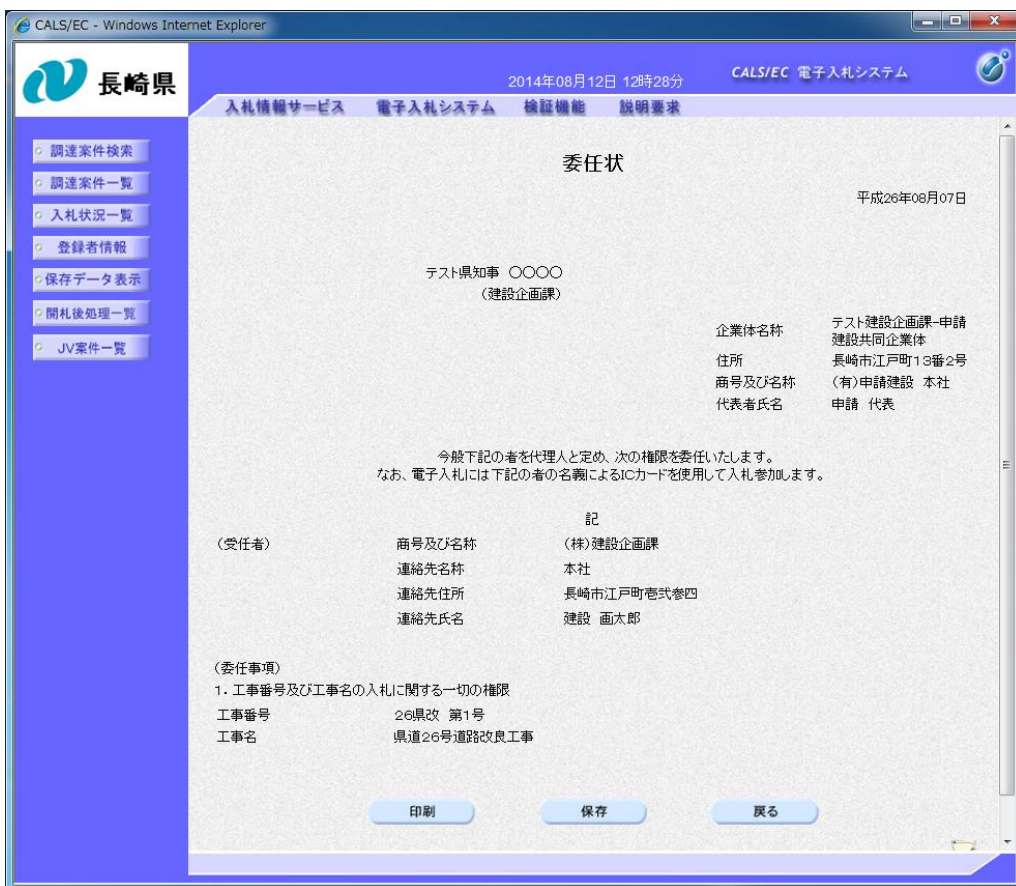 CALS/EC - Windows Internet Explorer
長崎県
2014年08月12日 12時28分
CALS/EC 電子入札システム
入札情報サービス 電子入札システム 検証機能 説明要求
調達案件検索
調達案件一覧
入札状況一覧
登録者情報
保存データ表示
開札後処理一覧
JV案件一覧
委任状
平成26年08月07日
テスト県知事 ○○○○
(建設企画課)
企業体名称 テスト建設企画課-申請
建設共同企業体
住所 長崎市江戸町13番2号
商号及び名称 (有)申請建設 本社
代表者氏名 申請 代表
今般下記の者を代理人と定め、次の権限を委任いたします。
なお、電子入札には下記の者の名義によるICカードを使用して入札参加します。
記
(受任者) 商号及び名称 (株)建設企画課
連絡先名称 本社
連絡先住所 長崎市江戸町壱弐参四
連絡先氏名 建設 画太郎
(委任事項)
1.工事番号及び工事名の入札に関する一切の権限
工事番号 26県改 第1号
工事名 県道26号道路改良工事
印刷 保存 戻る